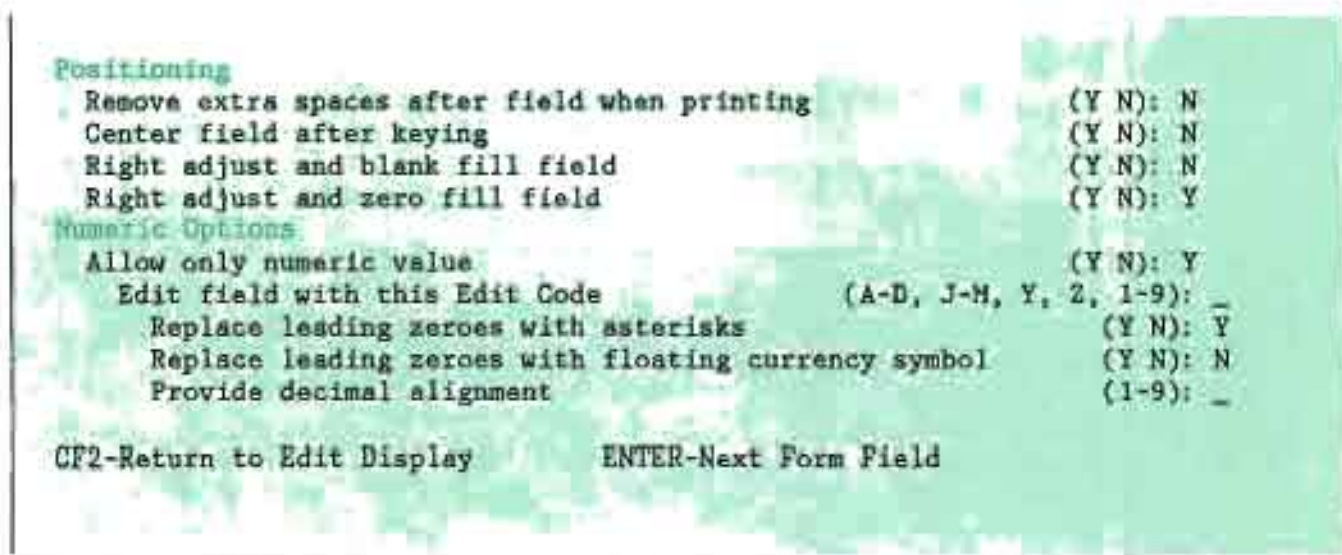 Positioning
Remove extra spaces after field when printing (Y N): N
Center field after keying (Y N): N
Right adjust and blank fill field (Y N): N
Right adjust and zero fill field (Y N): Y
Numeric Options
Allow only numeric value (Y N): Y
Edit field with this Edit Code (A-D, J-M, Y, Z, 1-9): _
Replace leading zeroes with asterisks (Y N): Y
Replace leading zeroes with floating currency symbol (Y N): N
Provide decimal alignment (1-9): _
CF2-Return to Edit Display ENTER-Next Form Field